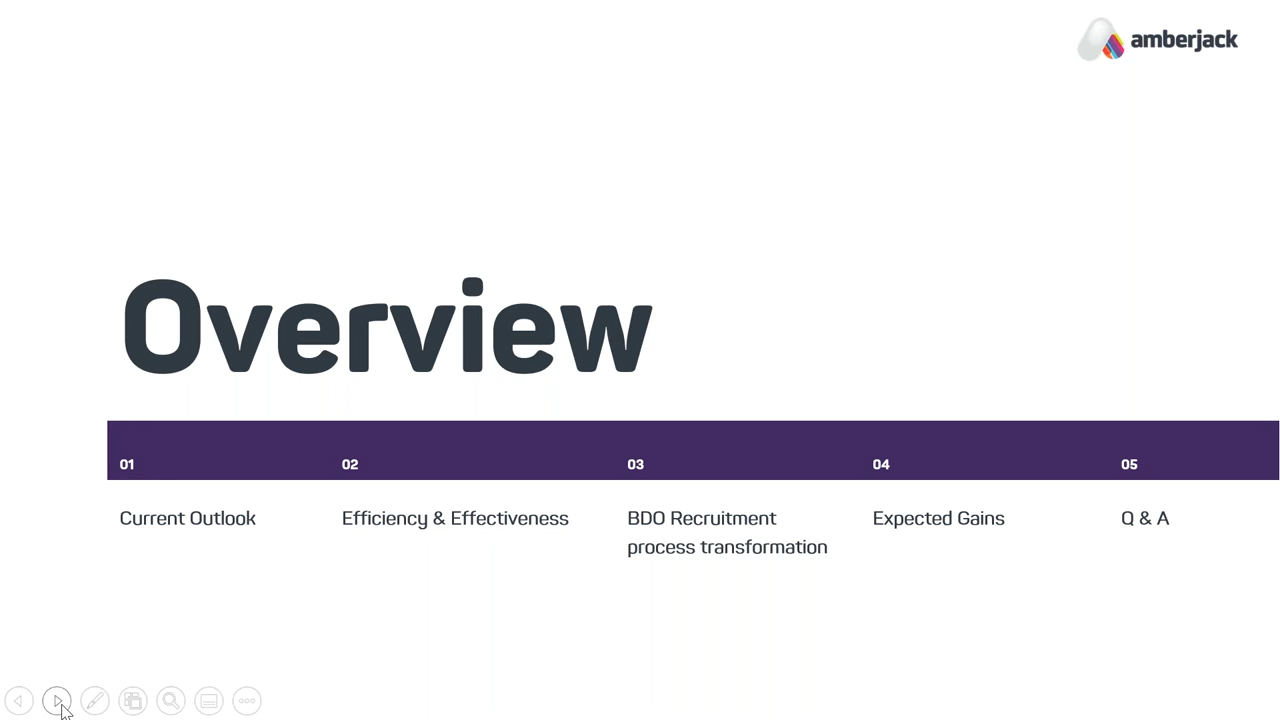 amberjack
Overview
01
02
03
04
05
Current Outlook
Efficiency & Effectiveness
BDO Recruitment
process transformation
Expected Gains
Q & A